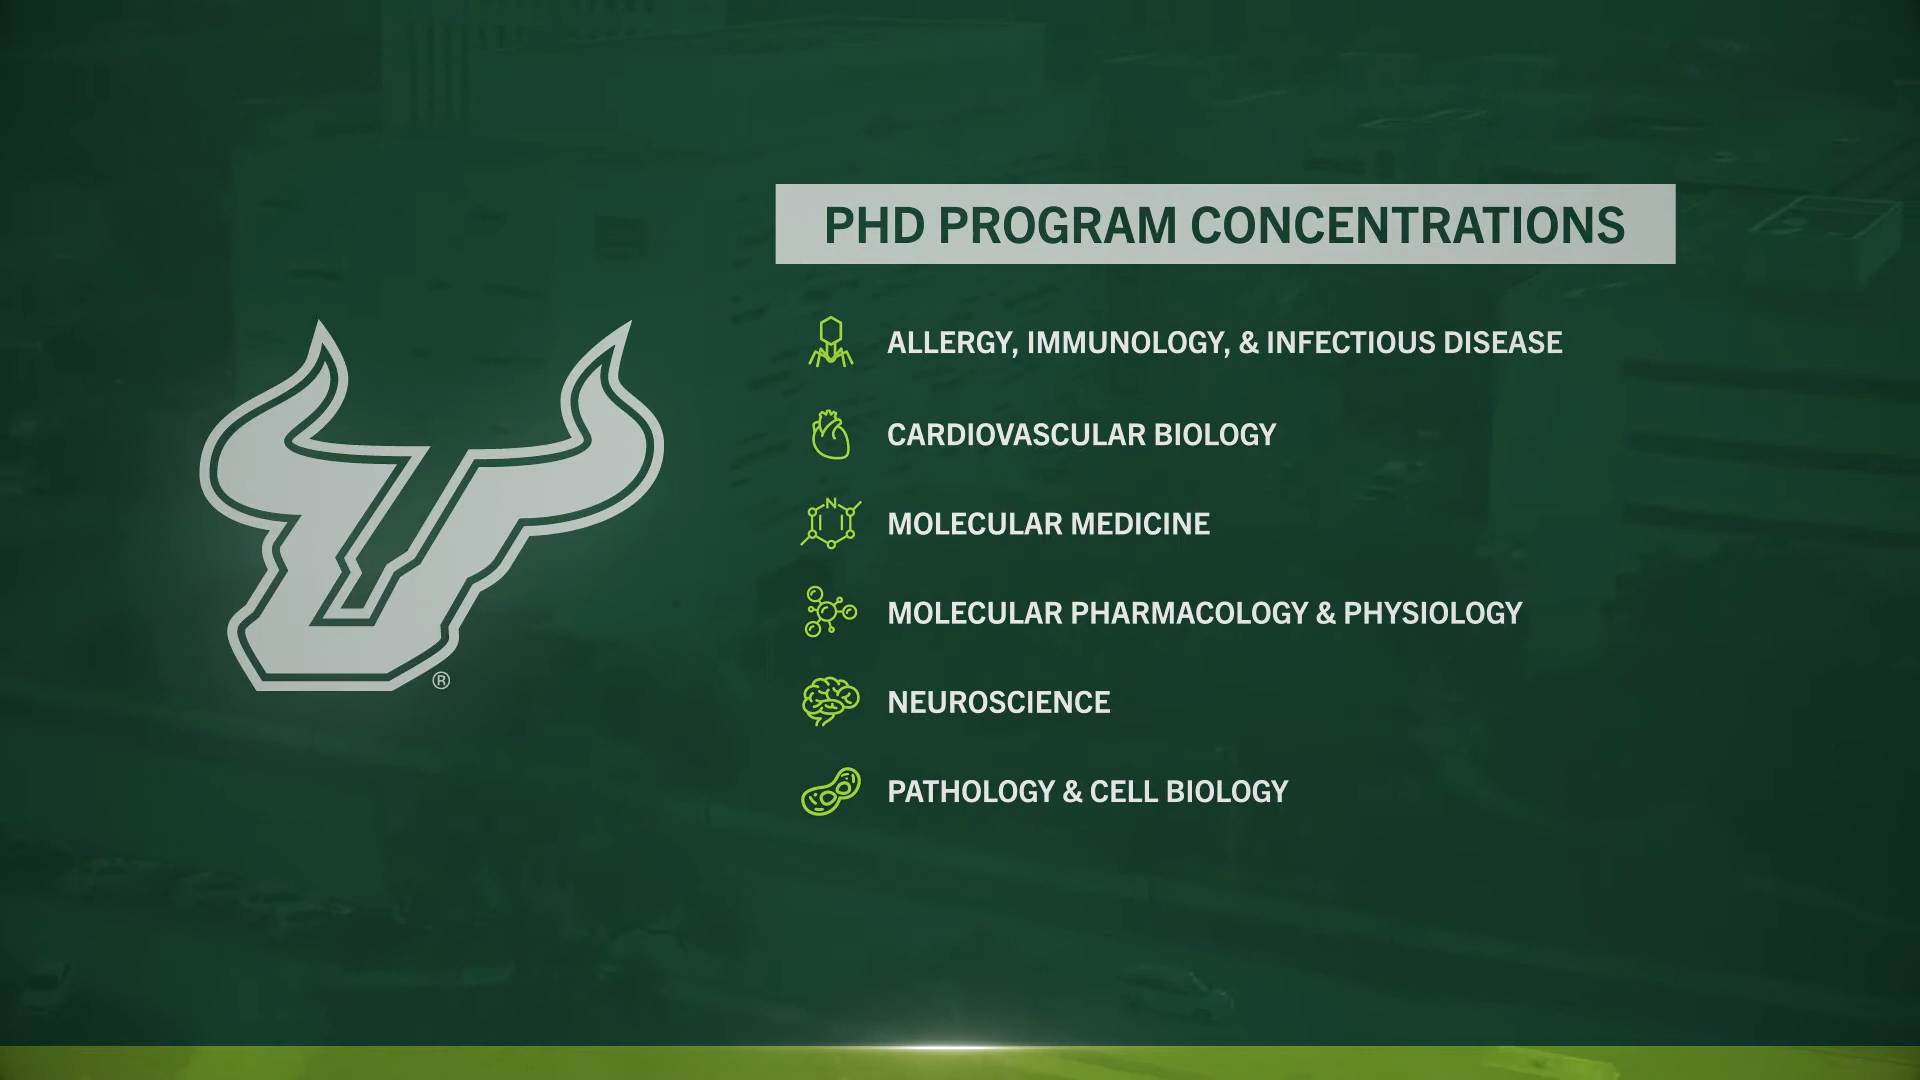 PHD PROGRAM CONCENTRATIONS
ALLERGY, IMMUNOLOGY, & INFECTIOUS DISEASE
CARDIOVASCULAR BIOLOGY
N
MOLECULAR MEDICINE
MOLECULAR PHARMACOLOGY & PHYSIOLOGY
NEUROSCIENCE
PATHOLOGY & CELL BIOLOGY
®